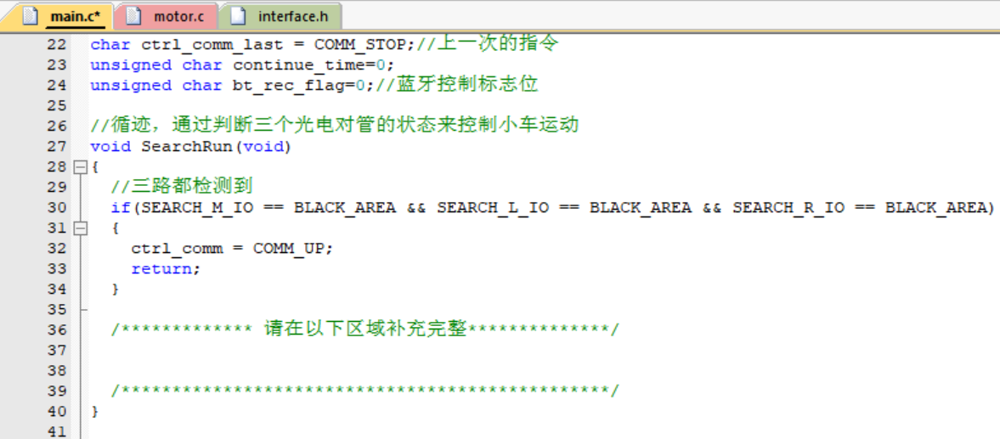 main.c* motor.c interface.h
22 char ctrl_comm_last = COMM_STOP;//上一次的指令
23 unsigned char continue_time=0;
24 unsigned char bt_rec_flag=0;//蓝牙控制标志位
25
26 //循迹，通过判断三个光电对管的状态来控制小车运动
27 void SearchRun(void)
28 {
29 //三路都检测到
30 if(SEARCH_M_IO == BLACK_AREA && SEARCH_L_IO == BLACK_AREA && SEARCH_R_IO == BLACK_AREA)
31 {
32 ctrl_comm = COMM_UP;
33 return;
34 }
35
36 /************* 请在以下区域补充完整**************/
37
38
39 /************************************************/
40 }
41